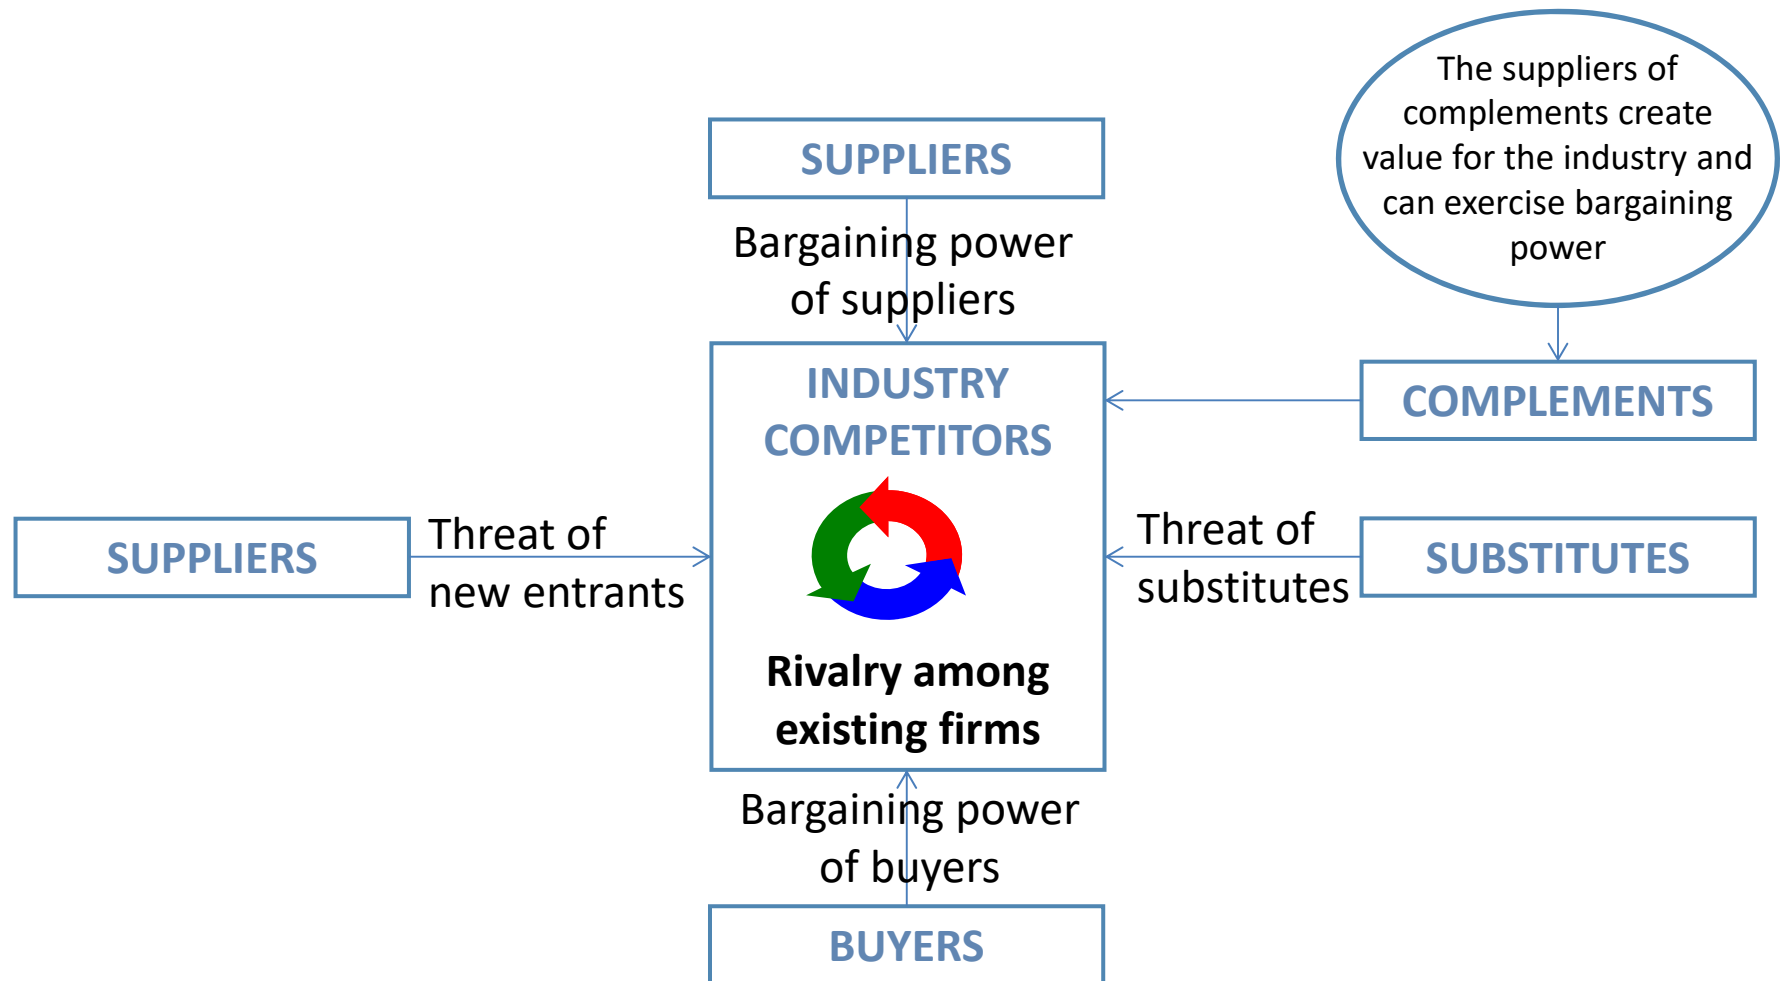 The suppliers of
complements create
value for the industry and
can exercise bargaining
power
SUPPLIERS
Bargaining power
of suppliers
INDUSTRY
COMPETITORS
COMPLEMENTS
SUPPLIERS
Threat of
new entrants
Threat of
substitutes
SUBSTITUTES
Rivalry among
existing firms
Bargaining power
of buyers
BUYERS